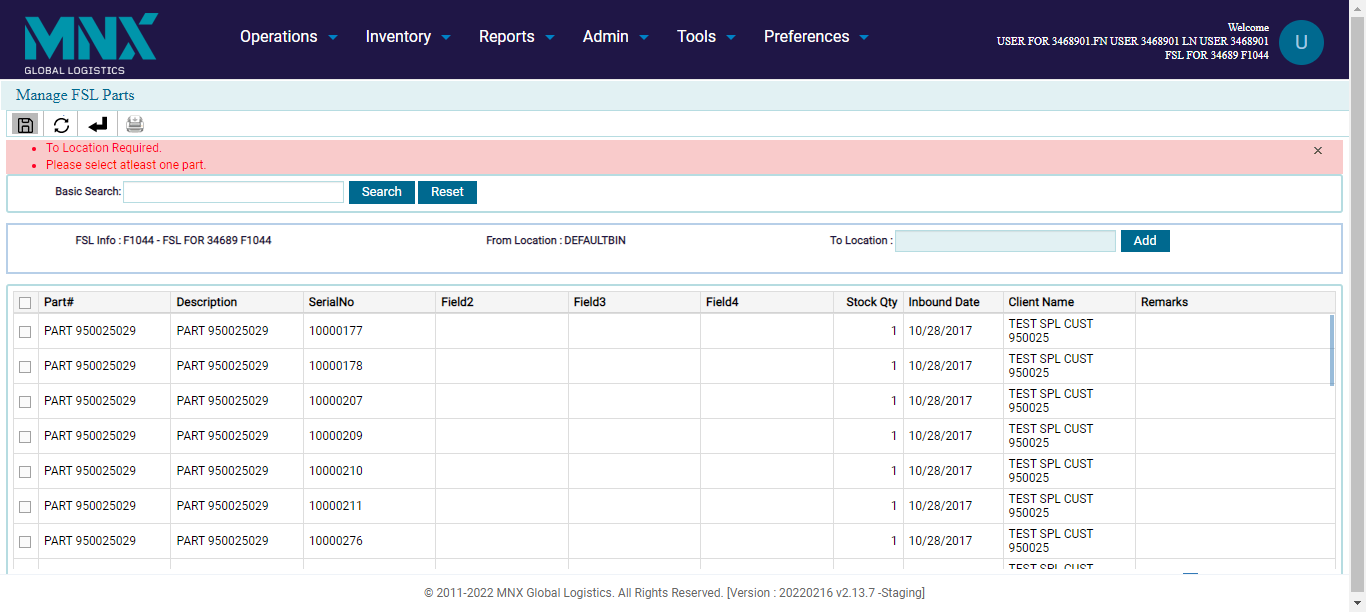 MNX
GLOBAL LOGISTICS
Operations Inventory Reports Admin Tools Preferences
Welcome
USER FOR 3468901.FN USER 3468901 LN USER 3468901
FSL FOR 34689 F1044
U
Manage FSL Parts
To Location Required.
Please select atleast one part.
Basic Search: Search Reset
FSL Info : F1044 - FSL FOR 34689 F1044 From Location : DEFAULTBIN To Location : Add
Part# Description SerialNo Field2 Field3 Field4 Stock Qty Inbound Date Client Name Remarks
PART 950025029 PART 950025029 10000177 1 10/28/2017 TEST SPL CUST
950025
PART 950025029 PART 950025029 10000178 1 10/28/2017 TEST SPL CUST
950025
PART 950025029 PART 950025029 10000207 1 10/28/2017 TEST SPL CUST
950025
PART 950025029 PART 950025029 10000209 1 10/28/2017 TEST SPL CUST
950025
PART 950025029 PART 950025029 10000210 1 10/28/2017 TEST SPL CUST
950025
PART 950025029 PART 950025029 10000211 1 10/28/2017 TEST SPL CUST
950025
PART 950025029 PART 950025029 10000276 1 10/28/2017 TEST SPL CUST
950025
TEST SPL CUST
© 2011-2022 MNX Global Logistics. All Rights Reserved. [Version : 20220216 v2.13.7 -Staging]